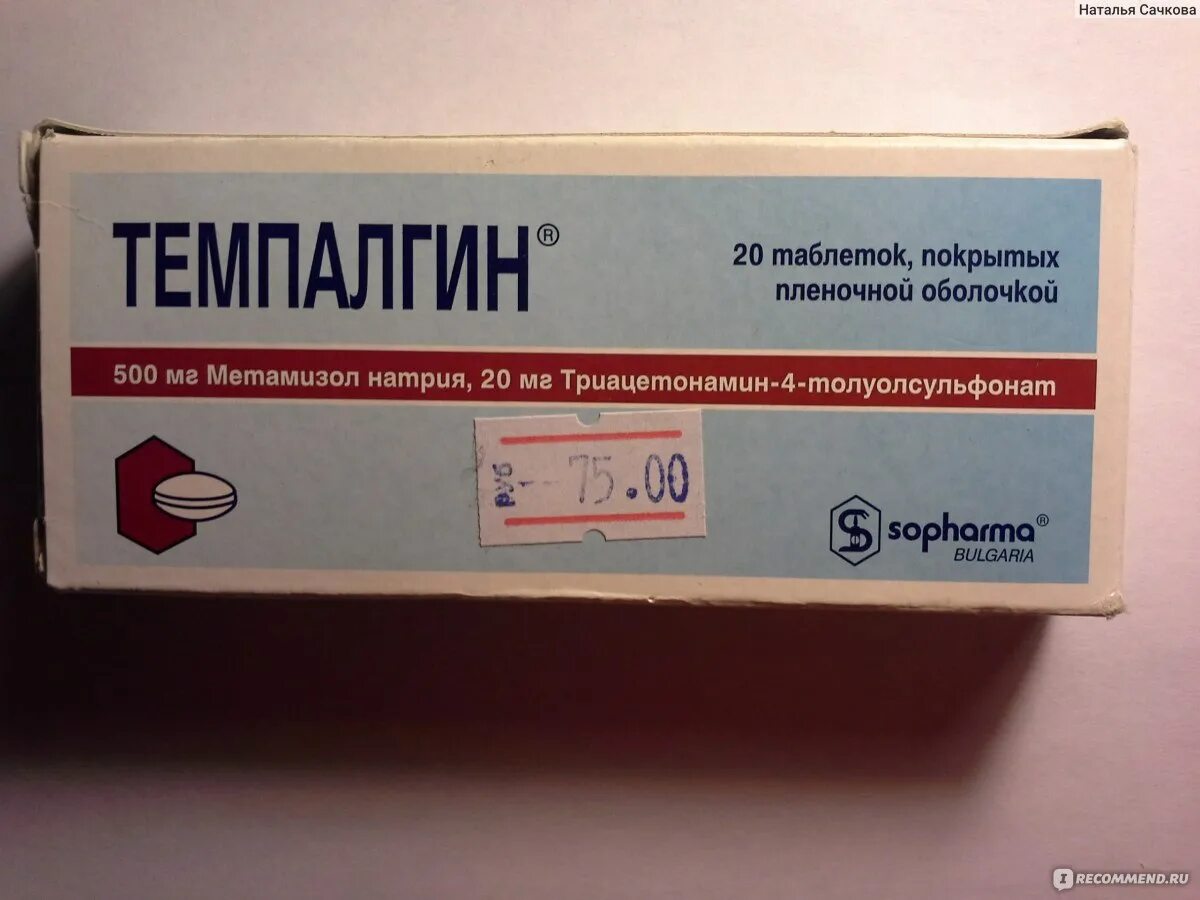 Наталья Сачкова
ТЕМПАЛГИН®
20 таблеток, покрытых
пленочной оболочкой
500 мг Метамизол натрия, 20 мг Триацетонамин-4-толуолсульфонат
руб 75.00
sopharma®
BULGARIA
IRECOMMEND.RU